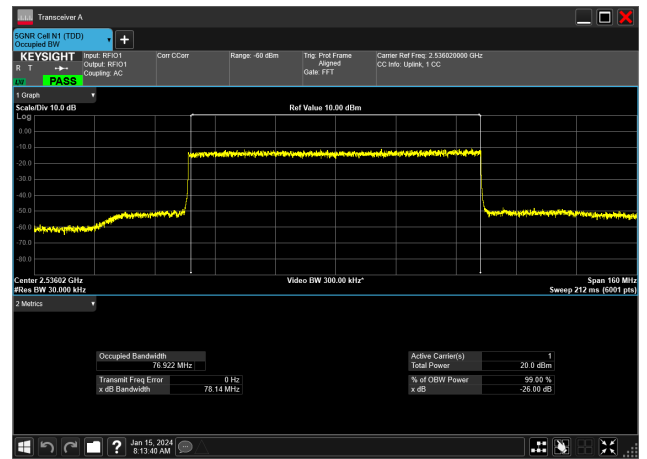 Transceiver A
5GNR Cell N1 (TDD)
Occupied BW
KEYSIGHT
R T
LW
PASS
Input: RFIO1
Output: RFIO1
Coupling: AC
Corr CCorr
Range: -60 dBm
Trig: Prot Frame
Aligned
Gate: FFT
Carrier Ref Freq: 2.536020000 GHz
CC Info: Uplink, 1 CC
1 Graph
Scale/Div 10.0 dB
Ref Value 10.00 dBm
Log
0.00
-10.0
-20.0
-30.0
-40.0
-50.0
-60.0
-70.0
-80.0
Center 2.53602 GHz
Video BW 300.00 kHz*
Span 160 MHz
#Res BW 30.000 kHz
Sweep 212 ms (6001 pts)
2 Metrics
Occupied Bandwidth
76.922 MHz
Active Carrier(s) 1
Total Power 20.0 dBm
Transmit Freq Error 0 Hz
x dB Bandwidth 78.14 MHz
% of OBW Power 99.00 %
x dB -26.00 dB
?
Jan 15, 2024
8:13:40 AM